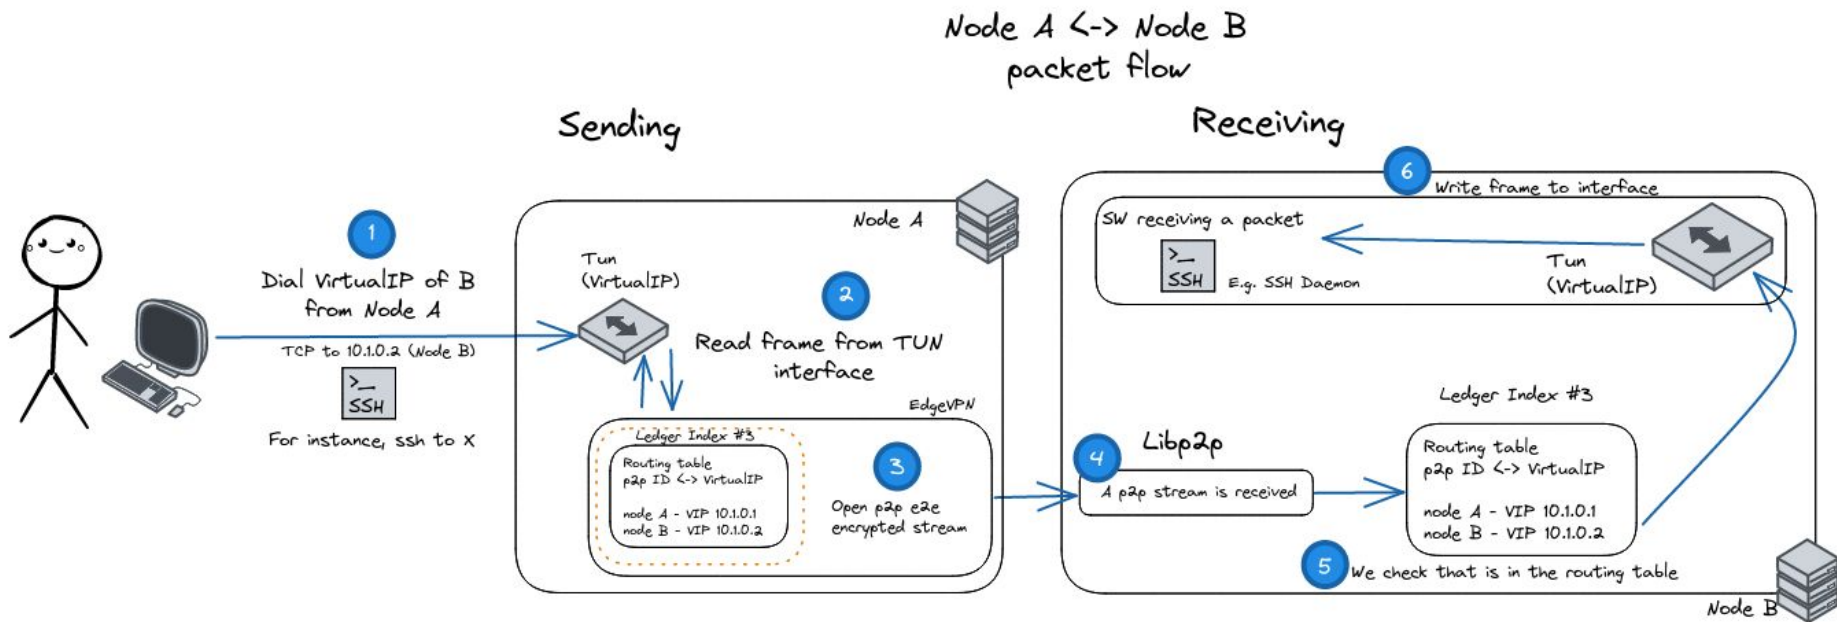 Node A <-> Node B
packet flow
Sending
Receiving
1
Dial VirtualIP of B
from Node A
TCP to 10.1.0.2 (Node B)
>_
SSH
For instance, ssh to X
Node A
Tun
(VirtualIP)
2
Read frame from TUN
interface
EdgeVPN
Ledger Index #3
Routing table
p2p ID <-> VirtualIP
node A - VIP 10.1.0.1
node B - VIP 10.1.0.2
3
Open p2p e2e
encrypted stream
4
Libp2p
A p2p stream is received
Ledger Index #3
Routing table
p2p ID <-> VirtualIP
node A - VIP 10.1.0.1
node B - VIP 10.1.0.2
5
We check that is in the routing table
Node B
6
Write frame to interface
SW receiving a packet
>_
SSH
E.g. SSH Daemon
Tun
(VirtualIP)